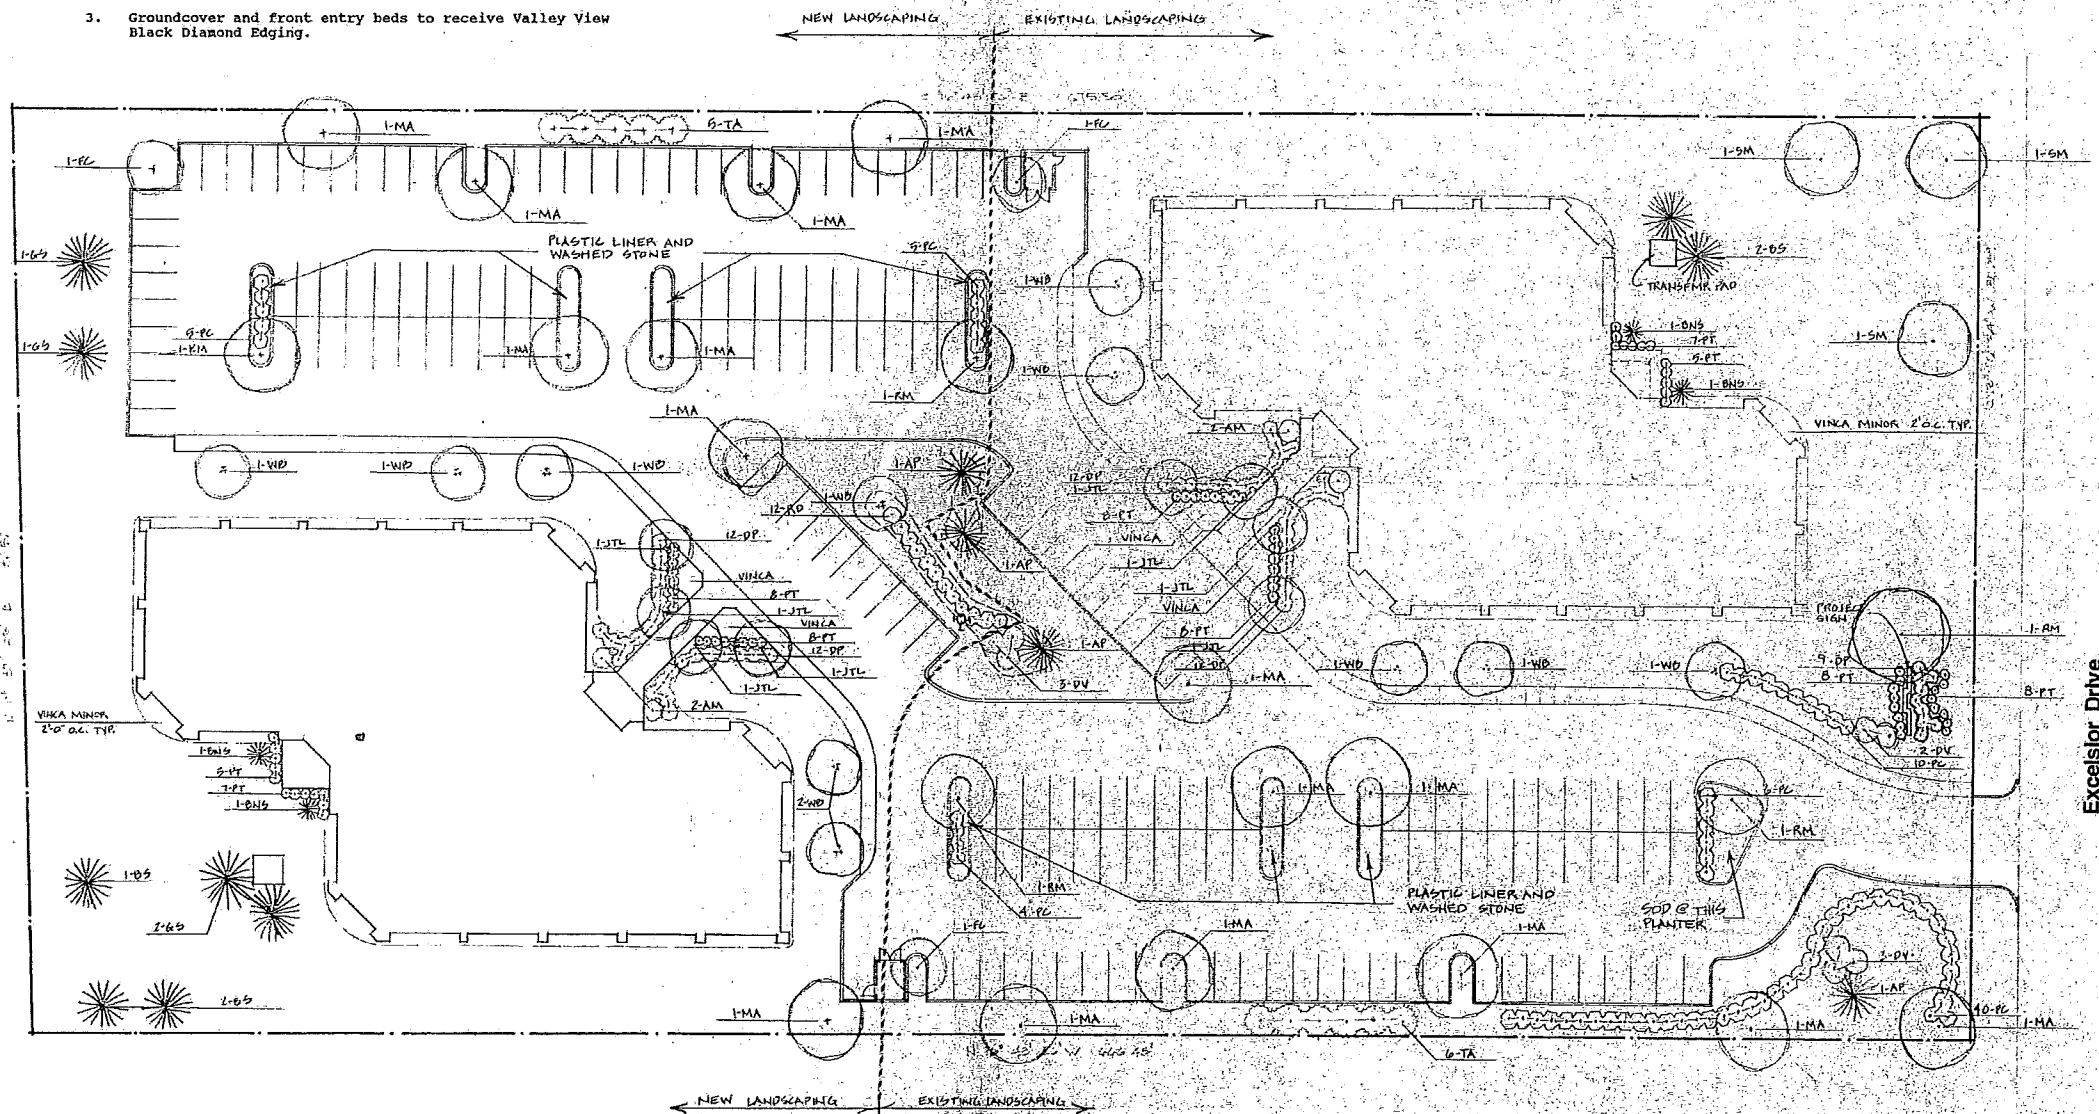 3. Groundcover and front entry beds to receive Valley View
Black Diamond Edging.
NEW LANDSCAPING
EXISTING LANDSCAPING
1-MA
5-TA
1-MA
1-FC
1-FC
1-SM
1-SM
1-MA
1-MA
PLASTIC LINER AND
WASHED STONE
5-PC
1-GS
1-WB
2-BS
TRANSFMR PAD
5-PC
1-RM
1-GS
1-MA
1-MA
1-WB
1-RM
1-BNS
7-PT
5-PT
1-BNS
1-SM
1-MA
2-AM
VINCA MINOR 2' O.C. TYP.
1-WB
1-WB
1-WB
1-AP
1-WB
12-DP
1-JTL
8-PT
VINCA
1-JTL
1-JTL
12-DP
VINCA
8-PT
1-JTL
VINCA
8-PT
12-DP
1-JTL
1-JTL
2-AM
1-AP
1-AP
3-DV
1-JTL
VINCA
8-PT
1-JTL
12-DP
1-MA
1-WB
1-WB
1-WB
PROJECT
SIGN
1-RM
9-DP
8-PT
8-PT
2-DV
10-PC
VINCA MINOR
2'-0" O.C. TYP.
1-BNS
5-PT
7-PT
1-BNS
2-WB
1-MA
1-MA
6-PC
1-RM
Excelsior Drive
1-BS
2-GS
1-RM
4-PC
PLASTIC LINER AND
WASHED STONE
SOD @ THIS
PLANTER
1-FC
1-MA
1-MA
2-BS
1-MA
1-MA
6-TA
3-DV
1-AP
40-PC
1-MA
1-MA
NEW LANDSCAPING
EXISTING LANDSCAPING